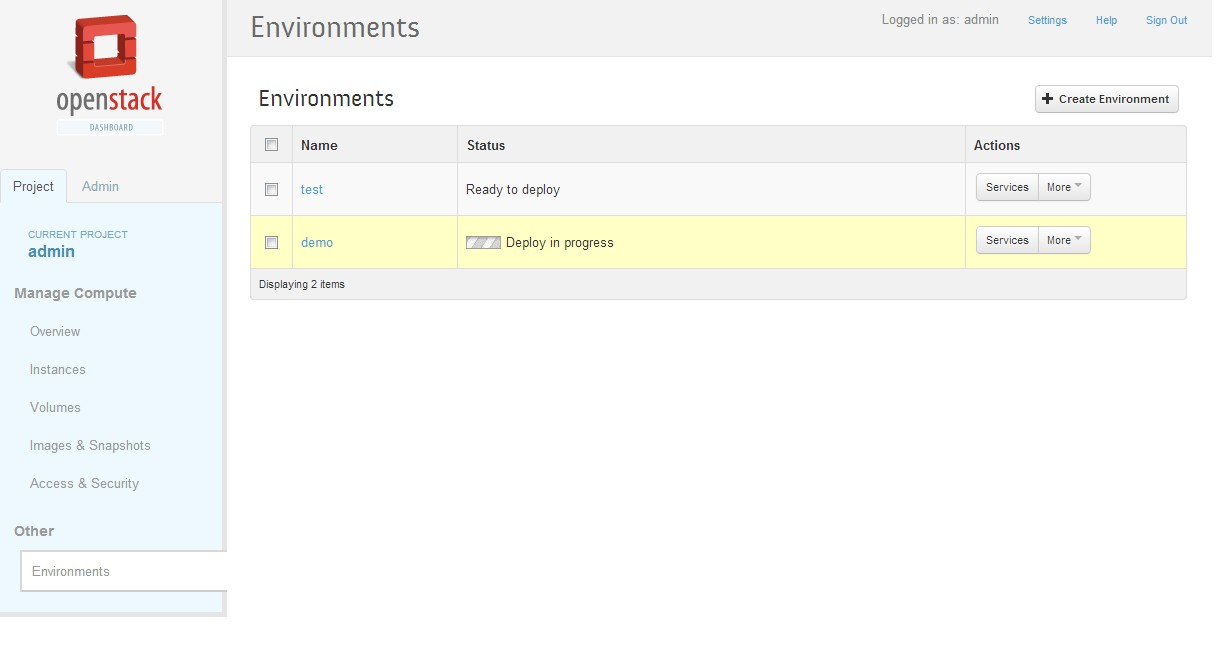 openstack
DASHBOARD
Project Admin
CURRENT PROJECT
admin
Manage Compute
Overview
Instances
Volumes
Images & Snapshots
Access & Security
Other
Environments
Environments
Logged in as: admin Settings Help Sign Out
Environments
Create Environment
Name Status Actions
test Ready to deploy Services More
demo Deploy in progress Services More
Displaying 2 items